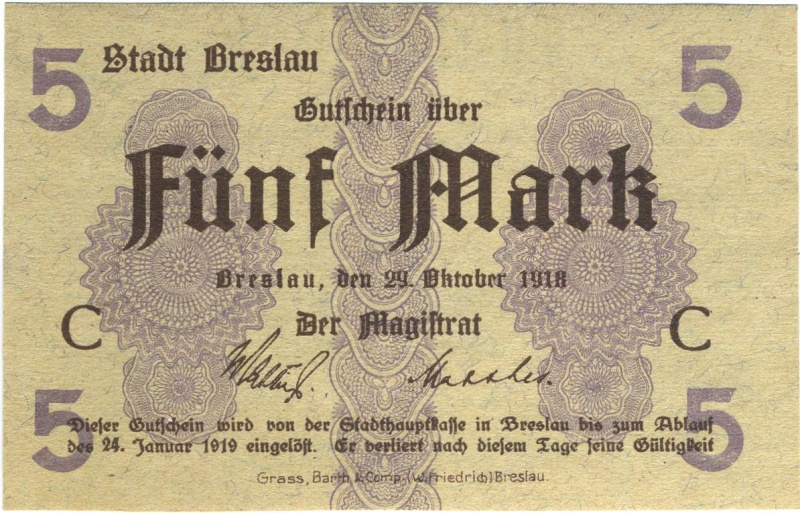 5 Stadt Breslau 5
Gutschein über
Fünf Mark
Breslau, den 29. Oktober 1918
C Der Magistrat C
Dieser Gutschein wird von der Stadthauptkasse in Breslau bis zum Ablauf
des 24. Januar 1919 eingelöst. Er verliert nach diesem Tage seine Gültigkeit
5 5
Grass, Barth & Comp. (W. Friedrich) Breslau.